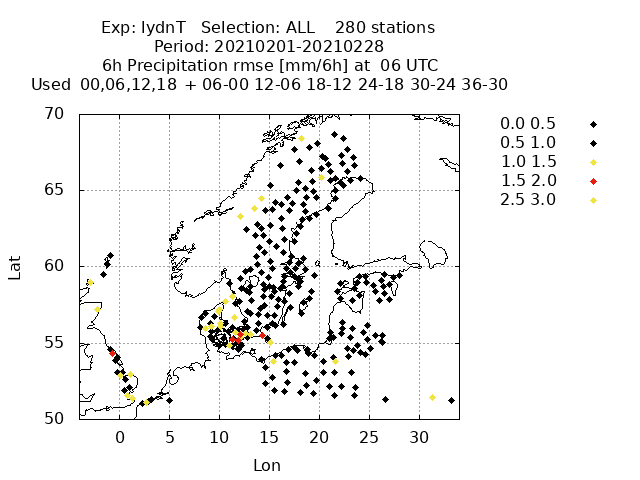 Exp: IydnT   Selection: ALL    280 stations
Period: 20210201-20210228
6h Precipitation rmse [mm/6h] at  06 UTC
Used  00,06,12,18  + 06-00 12-06 18-12 24-18 30-24 36-30
0.0 0.5
0.5 1.0
1.0 1.5
1.5 2.0
2.5 3.0
70
65
60
55
50
Lat
0 5 10 15 20 25 30
Lon